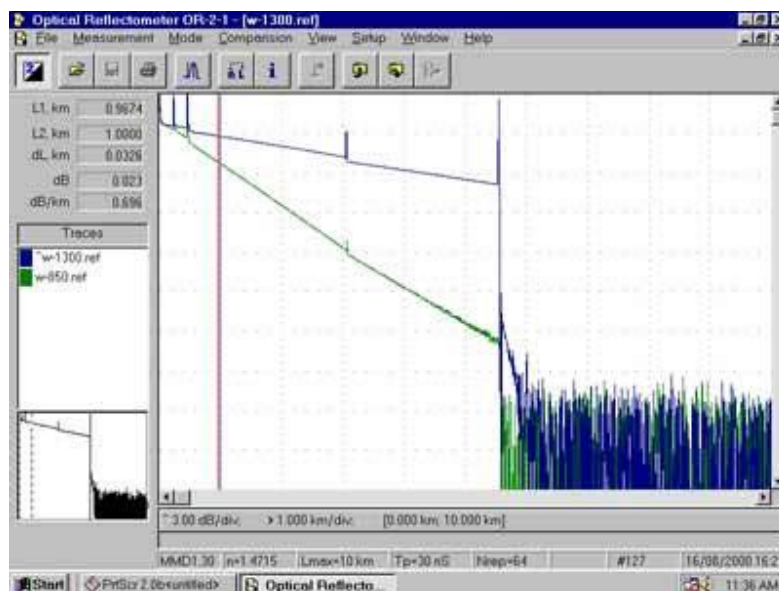 Optical Reflectometer OR-2-1 - [w-1300.ref]
File Measurement Mode Comparision View Setup Window Help
L1, km 0.9674
L2, km 1.0000
dL, km 0.0326
dB 0.023
dB/km 0.696
Traces
^w-1300.ref
w-850.ref
^ 3.00 dB/div; > 1.000 km/div; [0.000 km; 10.000 km]
MMD1.30 n=1.4715 Lmax=10 km Tp=30 nS Nrep=64 #127 16/08/2000 16:2
Start PrtScr 2.0b<untitled> Optical Reflecto... 11:36 AM